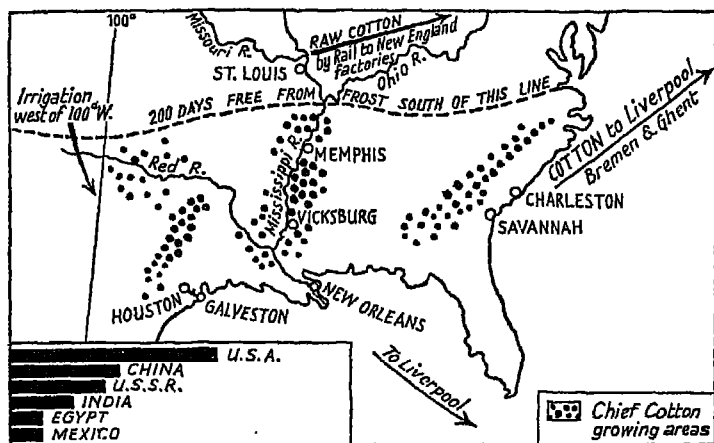 100°
Missouri R.
RAW COTTON
by Rail to New England
factories
ST. LOUIS
Ohio R.
Irrigation
west of 100°W.
200 DAYS FREE FROM FROST SOUTH OF THIS LINE
Red R.
Mississippi R.
MEMPHIS
VICKSBURG
COTTON to Liverpool
Bremen & Ghent
CHARLESTON
SAVANNAH
HOUSTON
GALVESTON
NEW ORLEANS
To Liverpool
U.S.A.
CHINA
U.S.S.R.
INDIA
EGYPT
MEXICO
Chief Cotton
growing areas